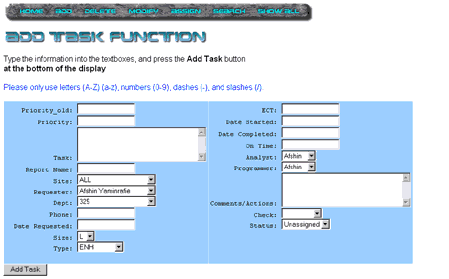 HOME ADD DELETE MODIFY ASSIGN SEARCH SHOW ALL
ADD TASK FUNCTION
Type the information into the textboxes, and press the Add Task button
at the bottom of the display
Please only use letters (A-Z) (a-z), numbers (0-9), dashes (-), and slashes (/).
Priority_old:
Priority:
Task:
Report Name:
Site: ALL
Requester: Afshin Yaminrafie
Dept: 325
Phone:
Date Requested:
Size: L
Type: ENH
ECT:
Date Started:
Date Completed:
On Time:
Analyst: Afshin
Programmer: Afshin
Comments/Actions:
Check:
Status: Unassigned
Add Task